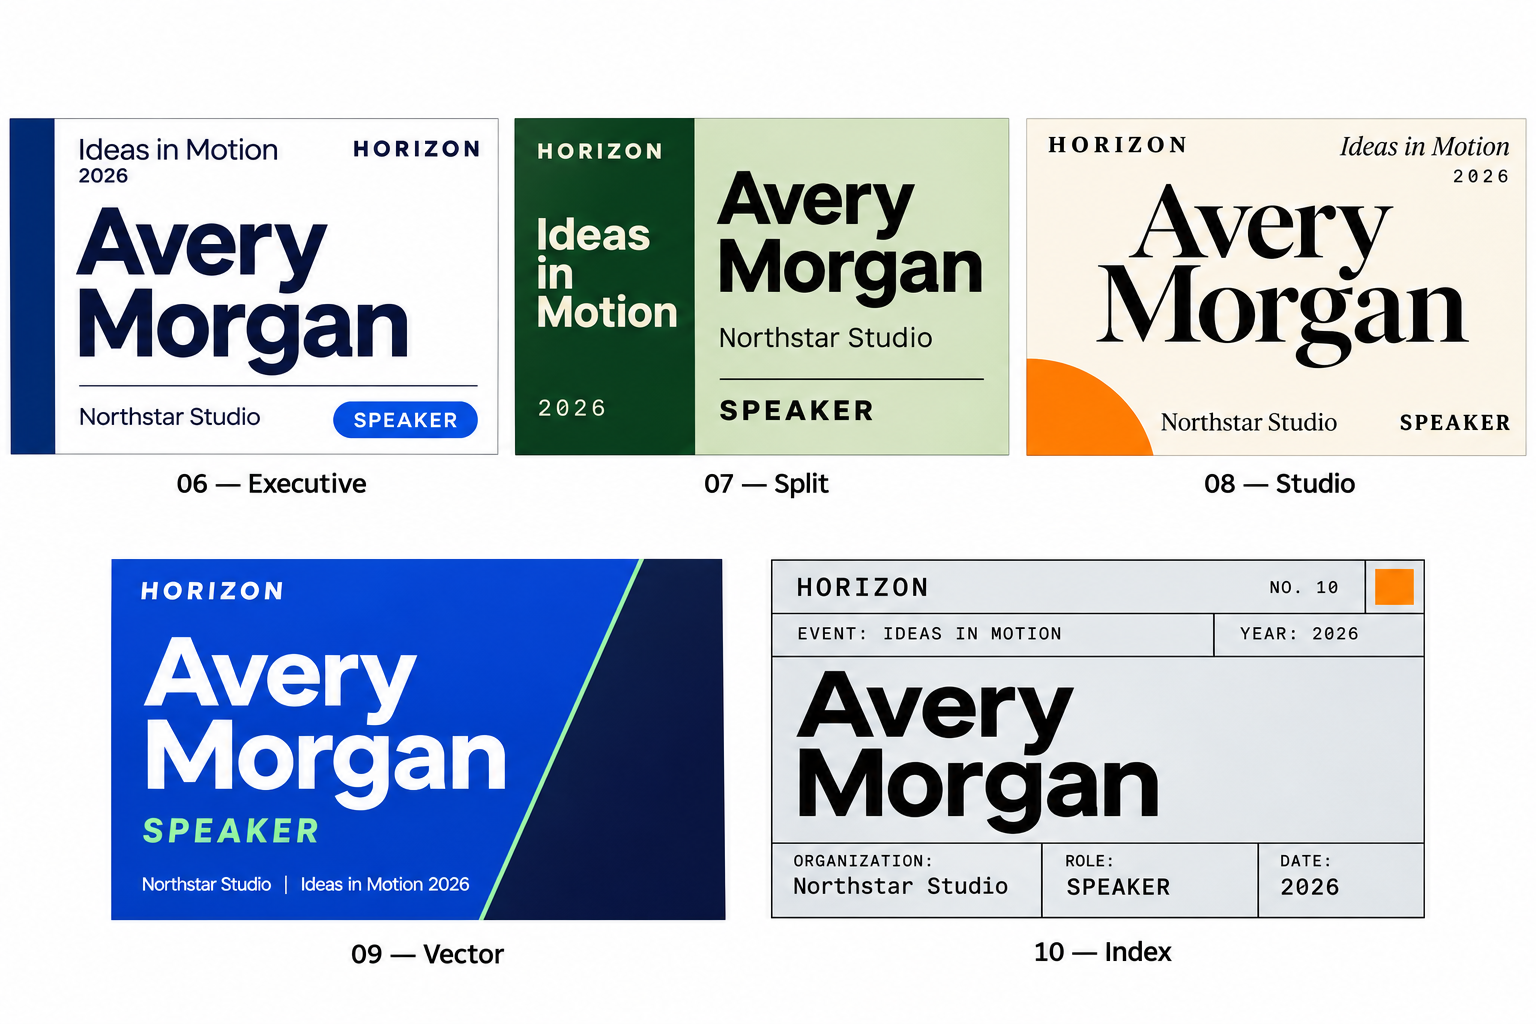 Ideas in Motion
2026
HORIZON
Avery
Morgan
Northstar Studio
SPEAKER
06 — Executive
HORIZON
Ideas
in
Motion
2026
Avery
Morgan
Northstar Studio
SPEAKER
07 — Split
HORIZON
Ideas in Motion
2026
Avery
Morgan
Northstar Studio
SPEAKER
08 — Studio
HORIZON
Avery
Morgan
SPEAKER
Northstar Studio | Ideas in Motion 2026
09 — Vector
HORIZON
NO. 10
EVENT: IDEAS IN MOTION
YEAR: 2026
Avery
Morgan
ORGANIZATION:
Northstar Studio
ROLE:
SPEAKER
DATE:
2026
10 — Index